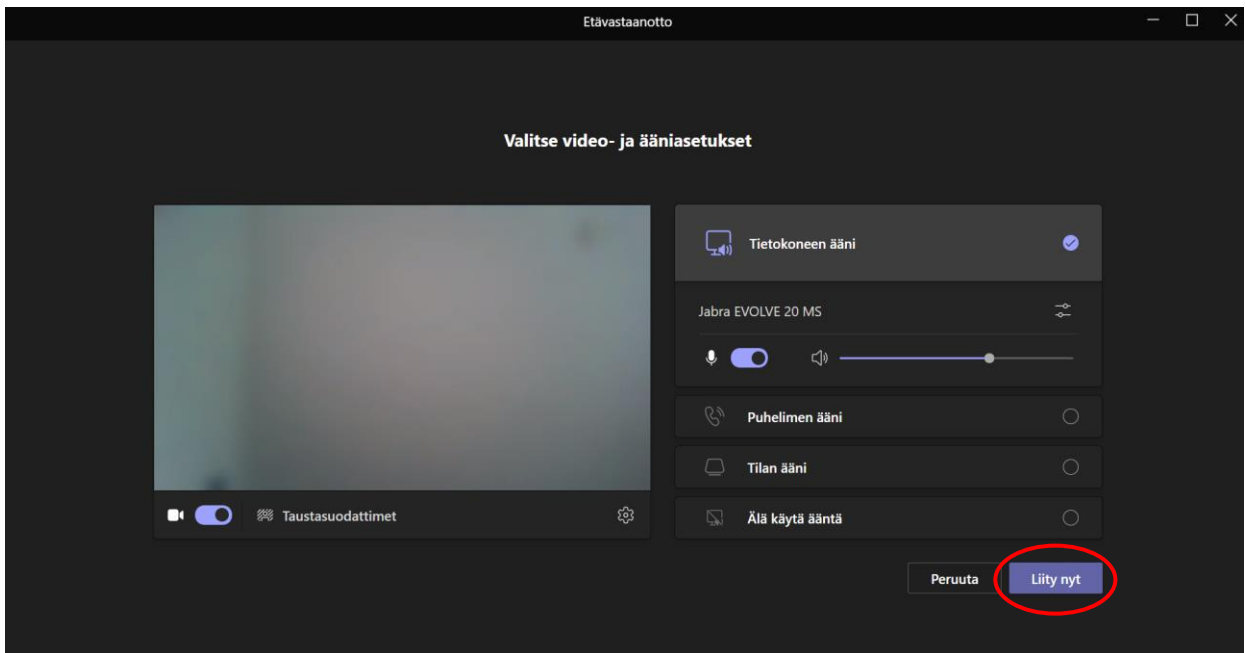 Etävastaanotto
Valitse video- ja ääniasetukset
Tietokoneen ääni
Jabra EVOLVE 20 MS
Puhelimen ääni
Tilan ääni
Taustasuodattimet
Älä käytä ääntä
Peruuta
Liity nyt